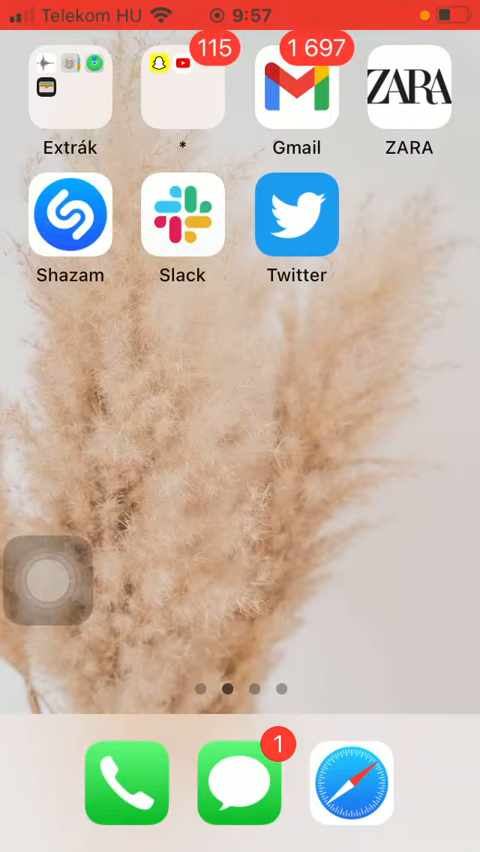 Telekom HU 9:57
115 1 697
ZARA
Extrák * Gmail ZARA
Shazam Slack Twitter
1